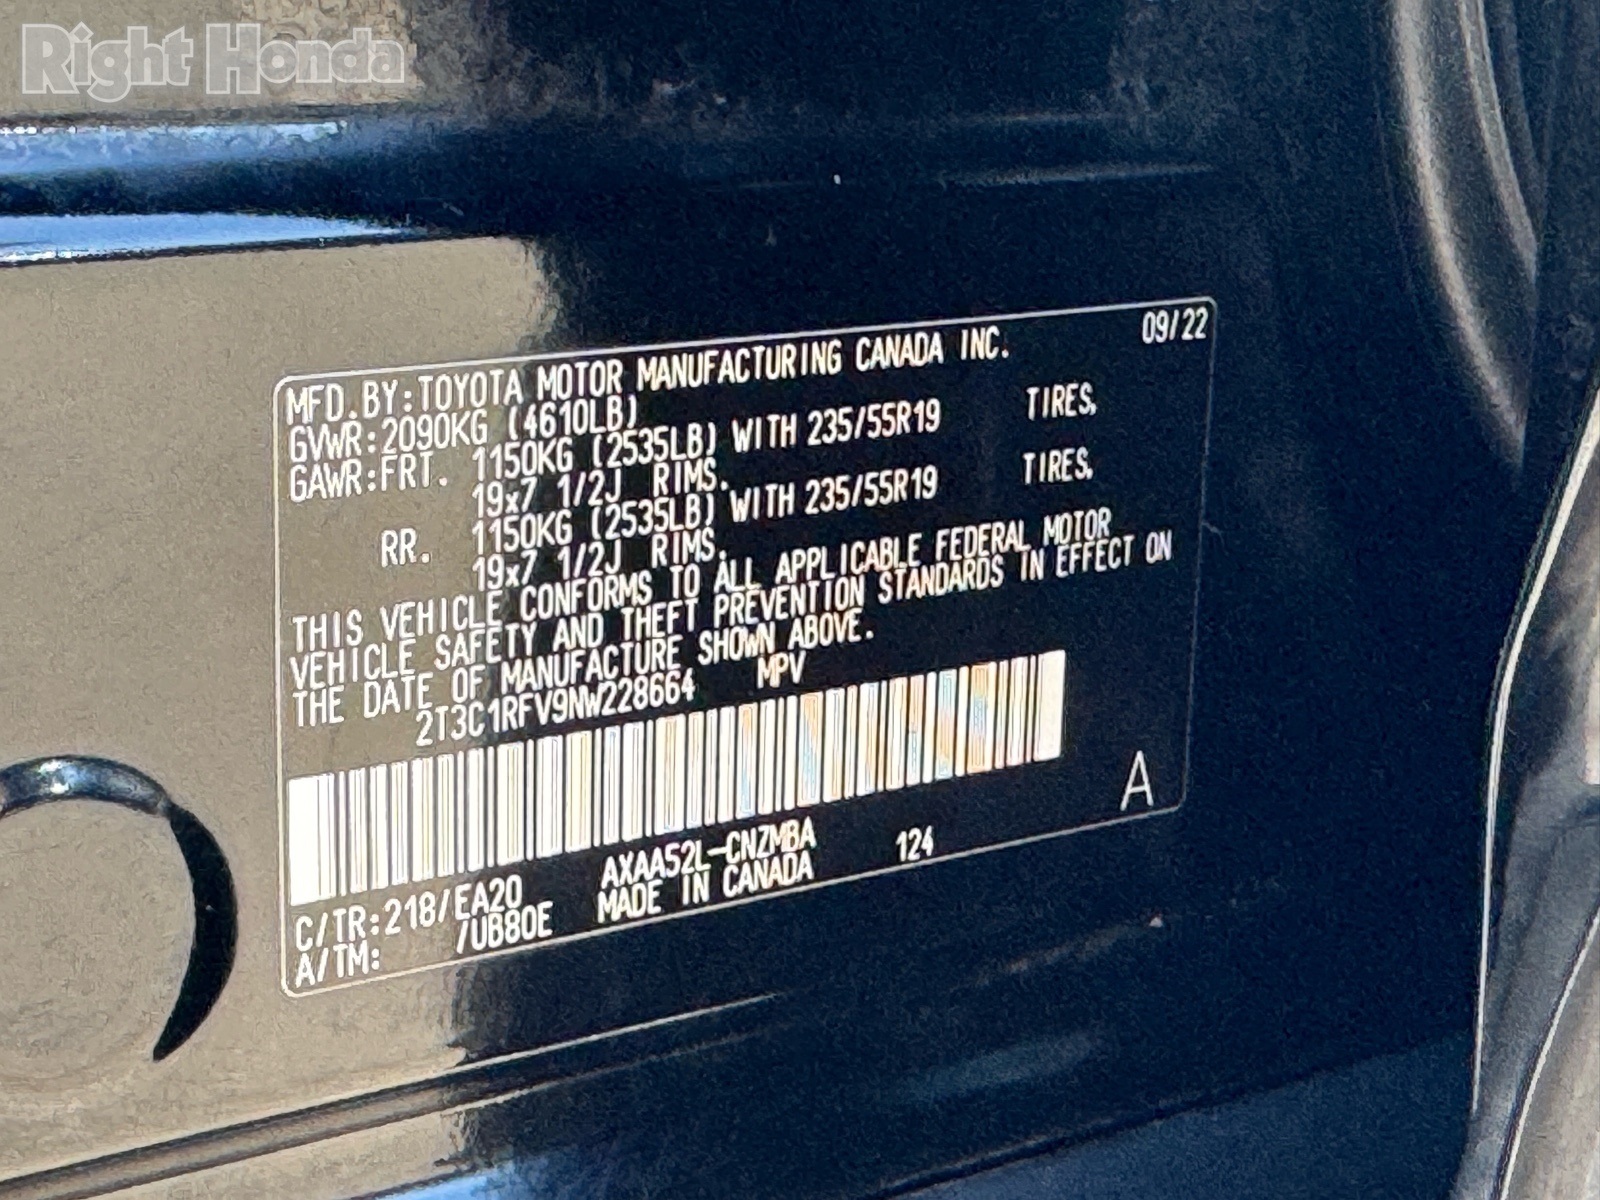 Right Honda
MFD.BY:TOYOTA MOTOR MANUFACTURING CANADA INC. 09/22
GVWR:2090KG (4610LB)
GAWR:FRT. 1150KG (2535LB) WITH 235/55R19 TIRES,
19x7 1/2J RIMS.
RR. 1150KG (2535LB) WITH 235/55R19 TIRES,
19x7 1/2J RIMS.
THIS VEHICLE CONFORMS TO ALL APPLICABLE FEDERAL MOTOR
VEHICLE SAFETY AND THEFT PREVENTION STANDARDS IN EFFECT ON
THE DATE OF MANUFACTURE SHOWN ABOVE.
2T3C1RFV9NW228664 MPV
A
C/TR:218/EA20 AXAA52L-CNZMBA 124
A/TM: /UB80E MADE IN CANADA